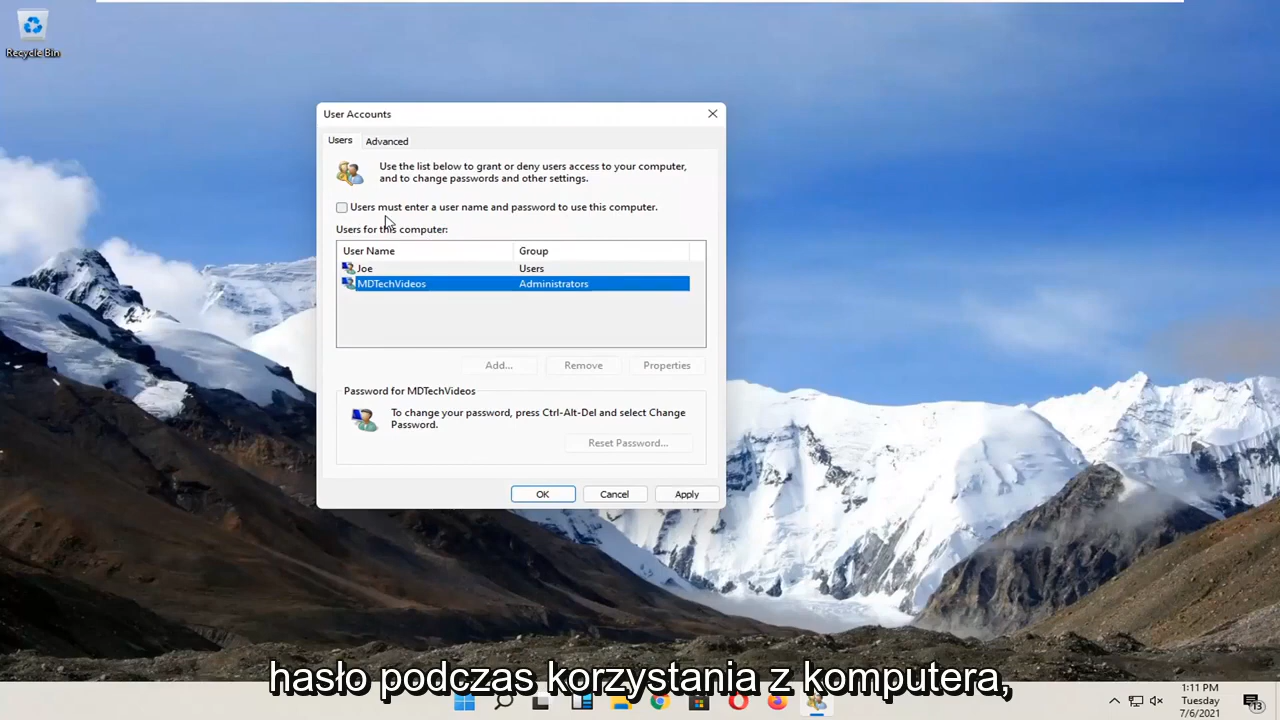 Recycle Bin
User Accounts
Users
Advanced
Use the list below to grant or deny users access to your computer,
and to change passwords and other settings.
Users must enter a user name and password to use this computer.
Users for this computer:
User Name
Group
Joe
Users
MDTechVideos
Administrators
Add...
Remove
Properties
Password for MDTechVideos
To change your password, press Ctrl-Alt-Del and select Change
Password.
Reset Password...
OK
Cancel
Apply
hasło podczas korzystania z komputera,
1:11 PM
Tuesday
7/6/2021
13